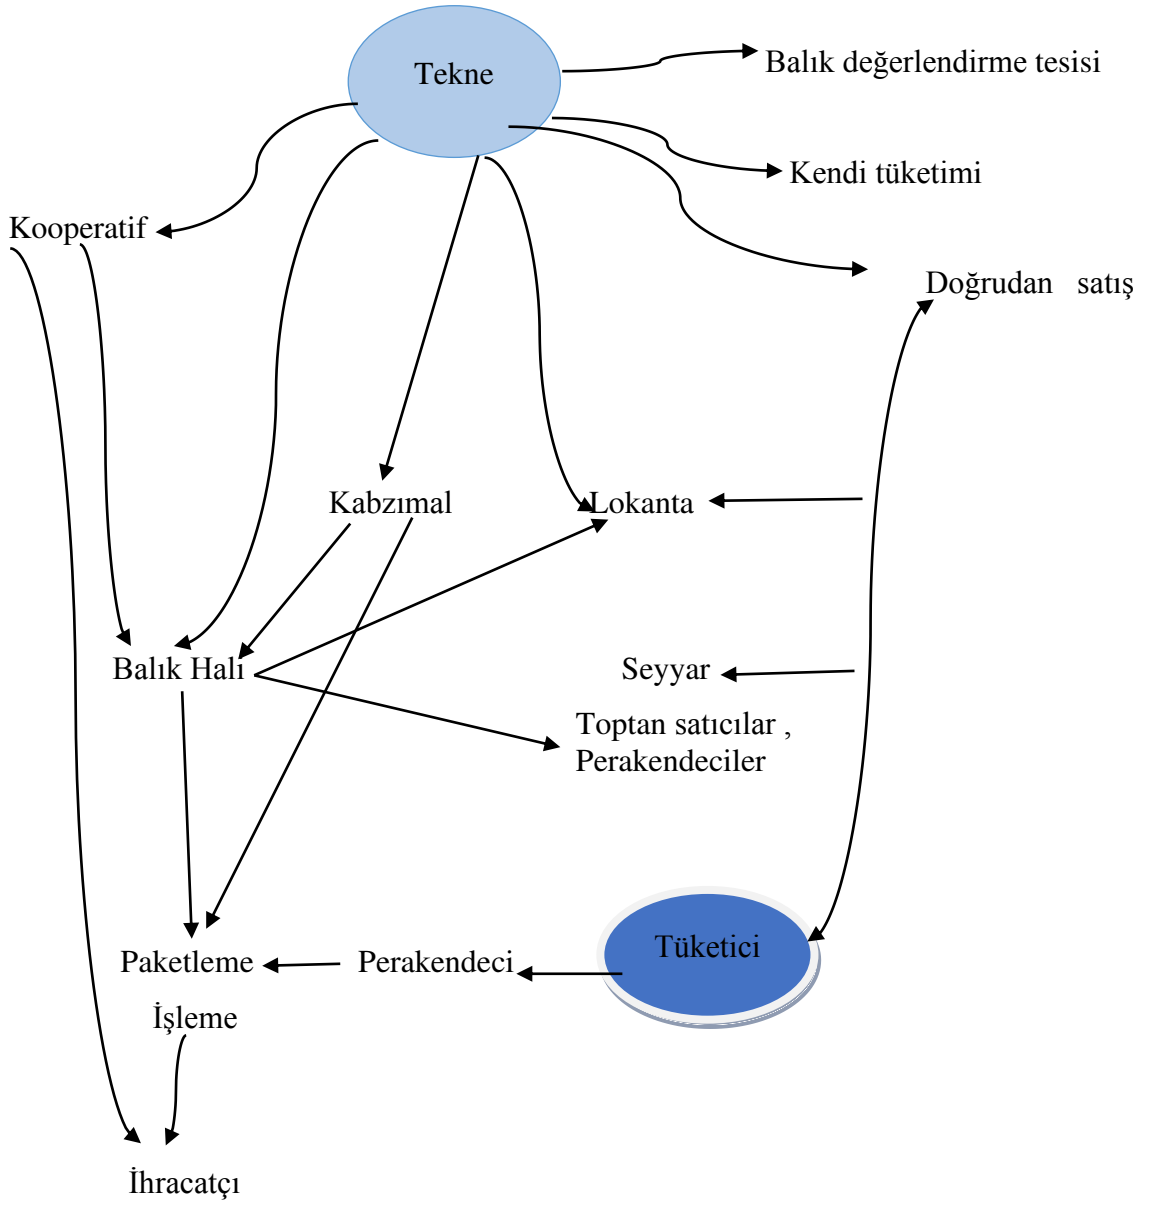 Tekne
Balık değerlendirme tesisi
Kendi tüketimi
Kooperatif
Doğrudan satış
Kabzımal
Lokanta
Balık Hali
Seyyar
Toptan satıcılar ,
Perakendeciler
Tüketici
Paketleme
Perakendeci
İşleme
İhracatçı